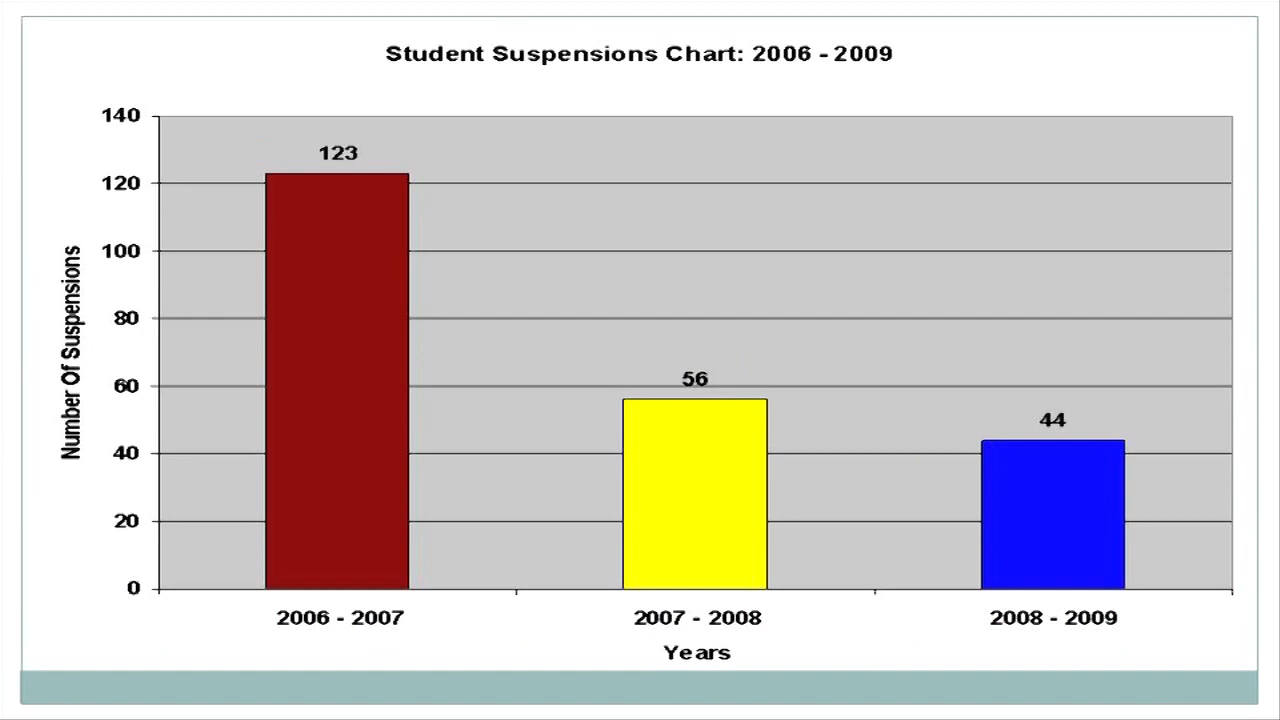 Student Suspensions Chart: 2006 - 2009
140
123
120
100
80
60
40
20
0
56
44
Number Of Suspensions
2006 - 2007
2007 - 2008
2008 - 2009
Years